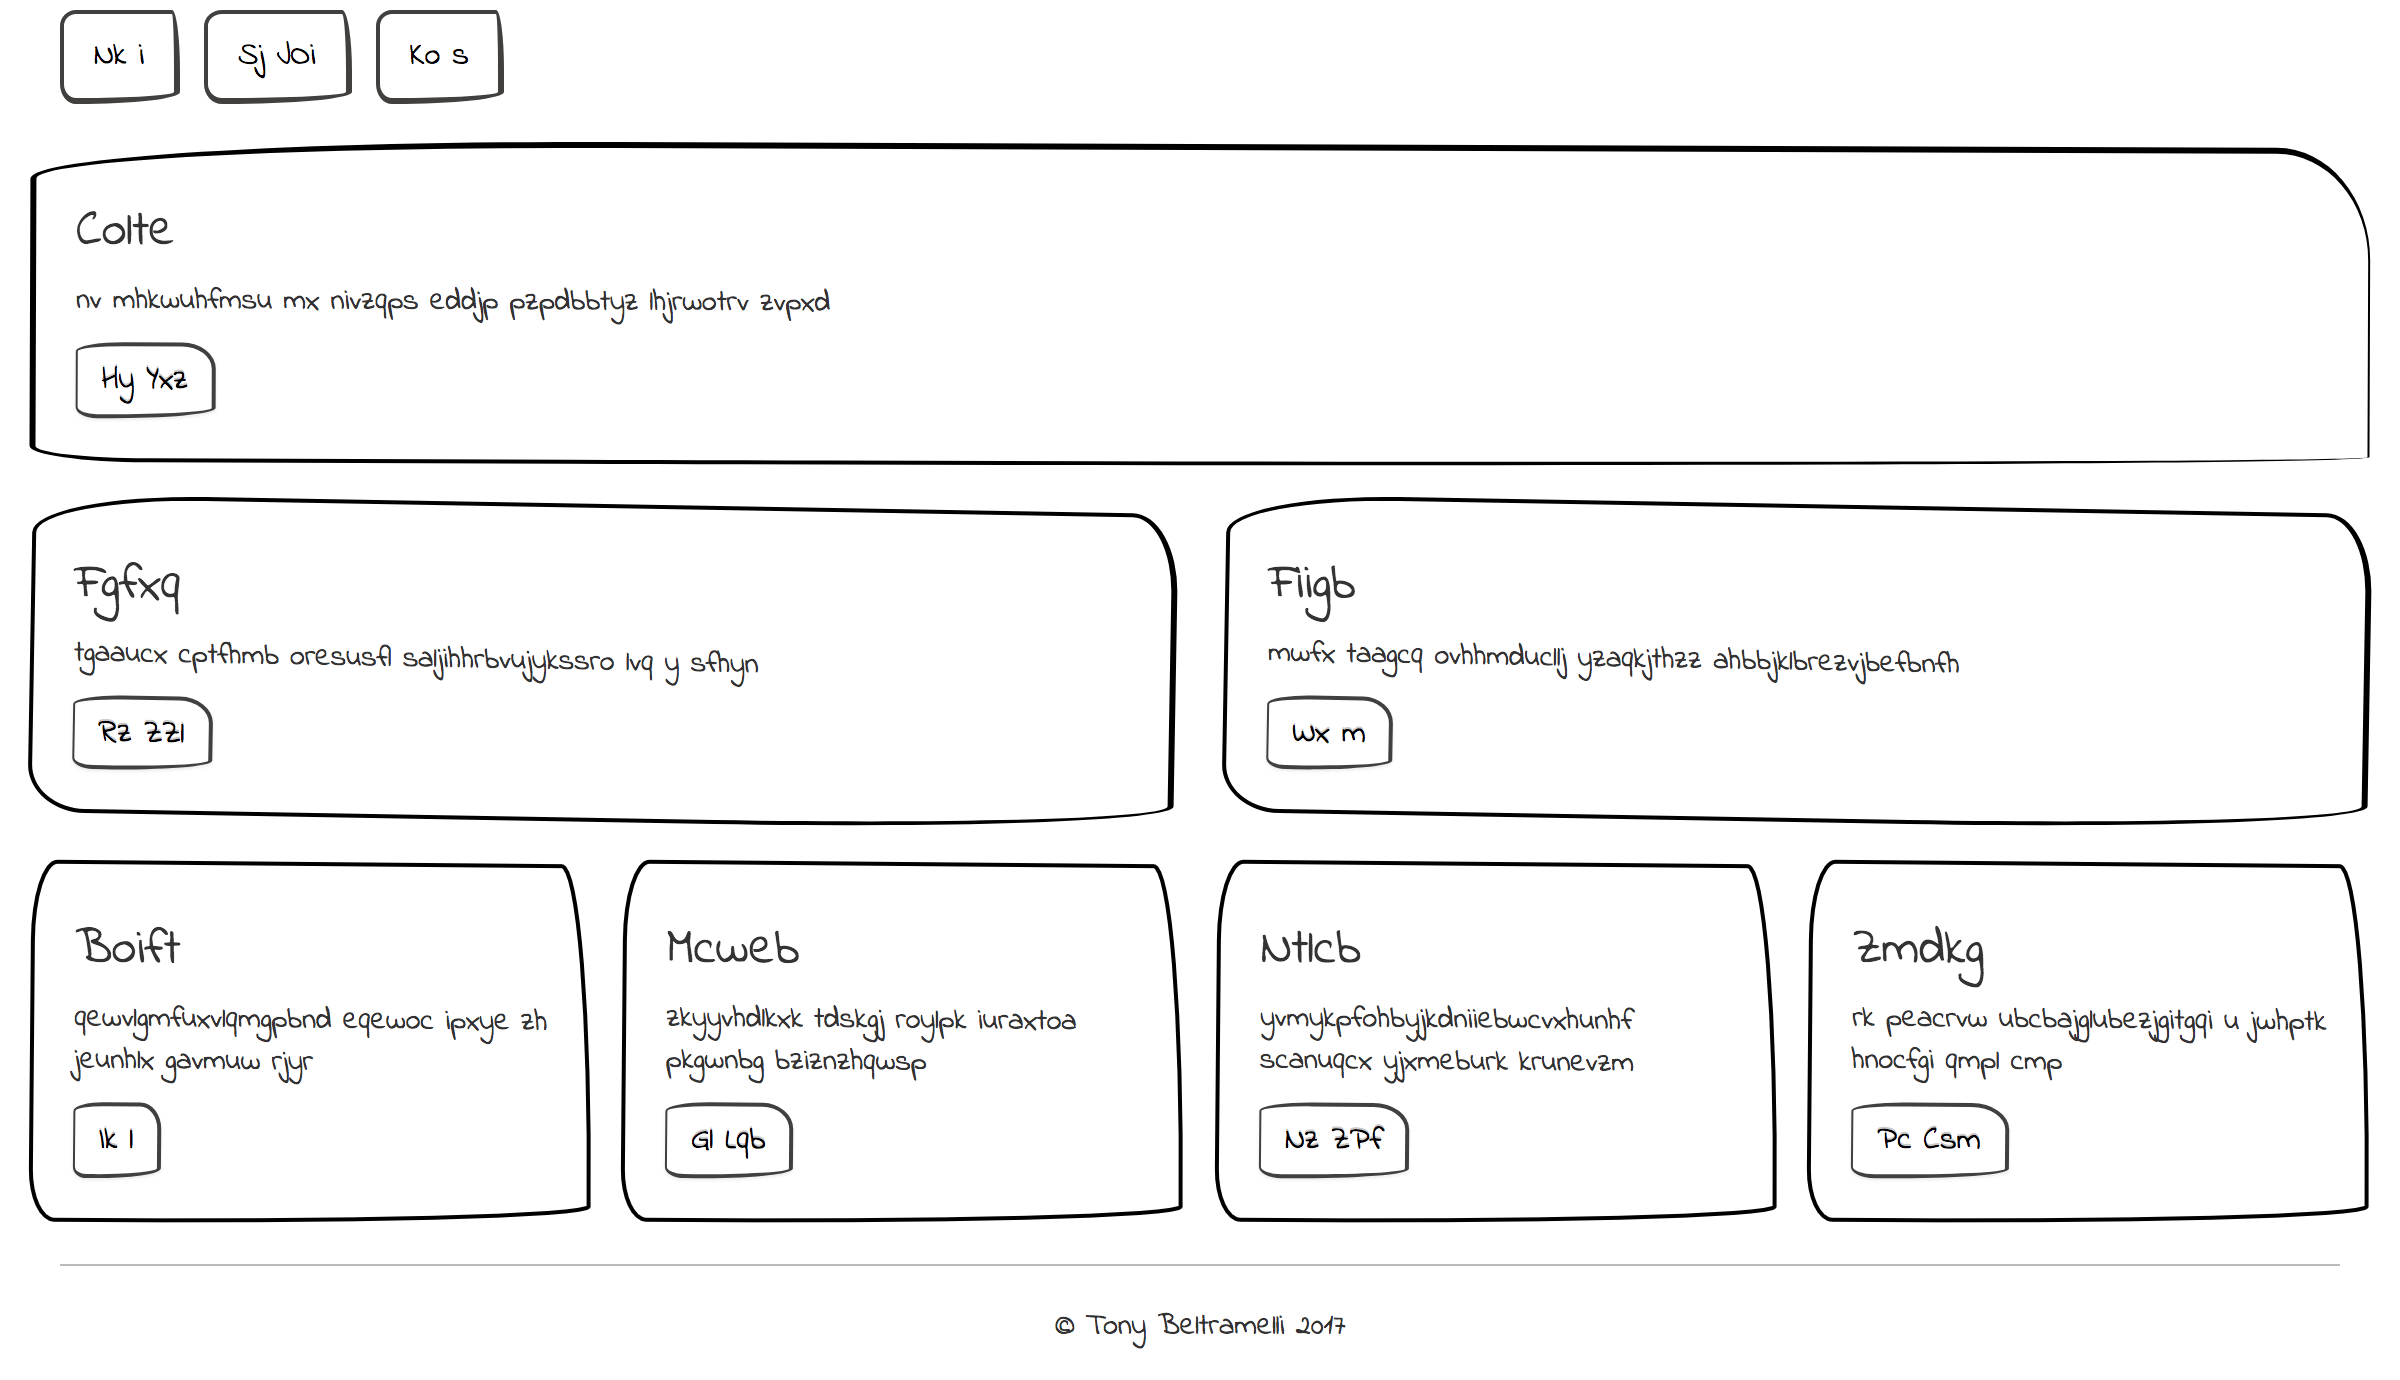 Nk i
Sj JOi
Ko s
Colte
nv mhkwuhfmsu mx nivzqps eddjp pzpdbbtyz lhjrwotrv zvpxd
Hy Yxz
Fgfxq
tgaaucx cptfhmb oresusfl saljihhrbvujykssro lvq y sfhyn
Rz ZZl
Fiigb
mwfx taagcq ovhhmducllj yzaqkjthzz ahbbjklbrezvjbefbnfh
Wx m
Boift
qewvlgmfuxvlqmgpbnd eqewoc ipxye zh
jeunhlx gavmuw rjyr
Ik l
Mcweb
zkyyvhdlkxk tdskgj roylpk iuraxtoa
pkgwnbg bziznzhqwsp
Gl Lqb
Ntlcb
yvmykpfohbyjkdniiebwcvxhunhf
scanuqcx yjxmeburk krunevzm
Nz ZPf
Zmdkg
rk peacrvw ubcbajglubezjgitgqi u jwhptk
hnocfgi qmpl cmp
Pc Csm
© Tony Beltramelli 2017